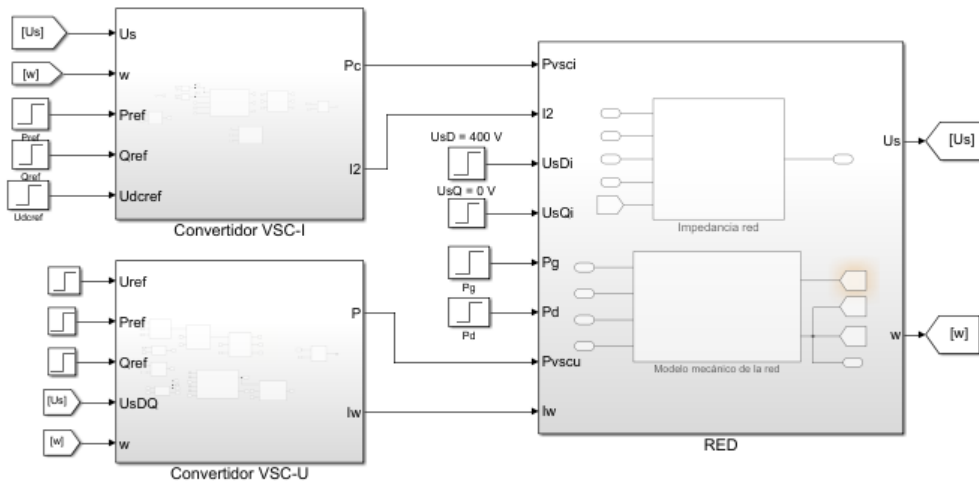 [Us]
Us
[w]
w
Pref
Pref
Qref
Qref
Udcref
Udcref
Pc
I2
Convertidor VSC-I
Uref
Pref
Qref
[Us]
UsDQ
[w]
w
P
Iw
Convertidor VSC-U
UsD = 400 V
UsQ = 0 V
Pg
Pd
Pvsci
I2
UsDi
UsQi
Pg
Pd
Pvscu
Iw
Impedancia red
Modelo mecánico de la red
Us
w
RED
[Us]
[w]